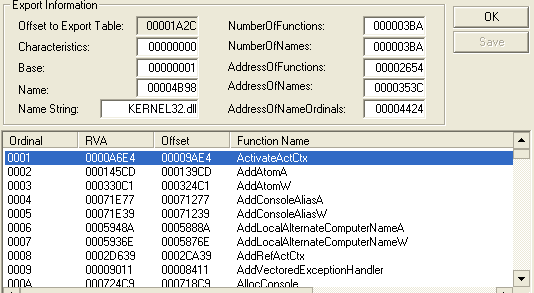 Export Information
Offset to Export Table: 00001A2C NumberOfFunctions: 000003BA OK
Characteristics: 00000000 NumberOfNames: 000003BA Save
Base: 00000001 AddressOfFunctions: 00002654
Name: 00004B98 AddressOfNames: 0000353C
Name String: KERNEL32.dll AddressOfNameOrdinals: 00004424
Ordinal RVA Offset Function Name
0001 0000A6E4 00009AE4 ActivateActCtx
0002 000145CD 000139CD AddAtomA
0003 000330C1 000324C1 AddAtomW
0004 00071E77 00071277 AddConsoleAliasA
0005 00071E39 00071239 AddConsoleAliasW
0006 0005948A 0005888A AddLocalAlternateComputerNameA
0007 0005936E 0005876E AddLocalAlternateComputerNameW
0008 0002D639 0002CA39 AddRefActCtx
0009 00009011 00008411 AddVectoredExceptionHandler
000A 000724C9 000718C9 AllocConsole